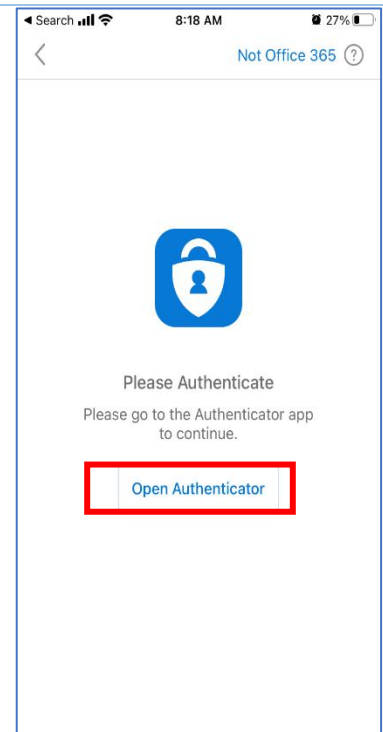 Search 8:18 AM 27%
Not Office 365 ?
Please Authenticate
Please go to the Authenticator app
to continue.
Open Authenticator